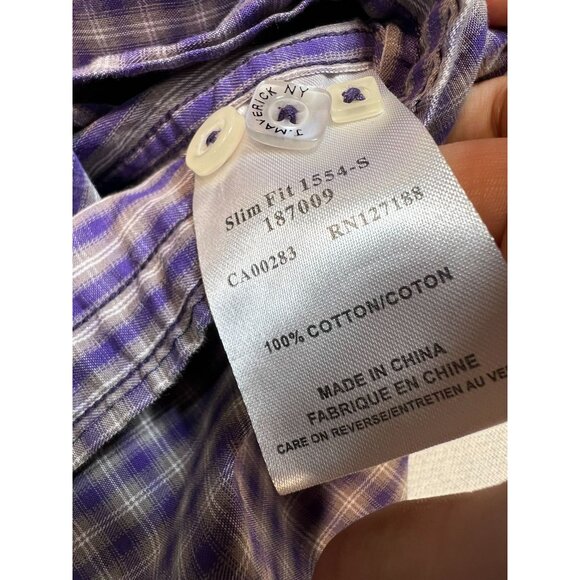 J.MAVERICK NY
Slim Fit 1554-S
187009
CA00283 RN127188
100% COTTON/COTON
MADE IN CHINA
FABRIQUE EN CHINE
CARE ON REVERSE/ENTRETIEN AU